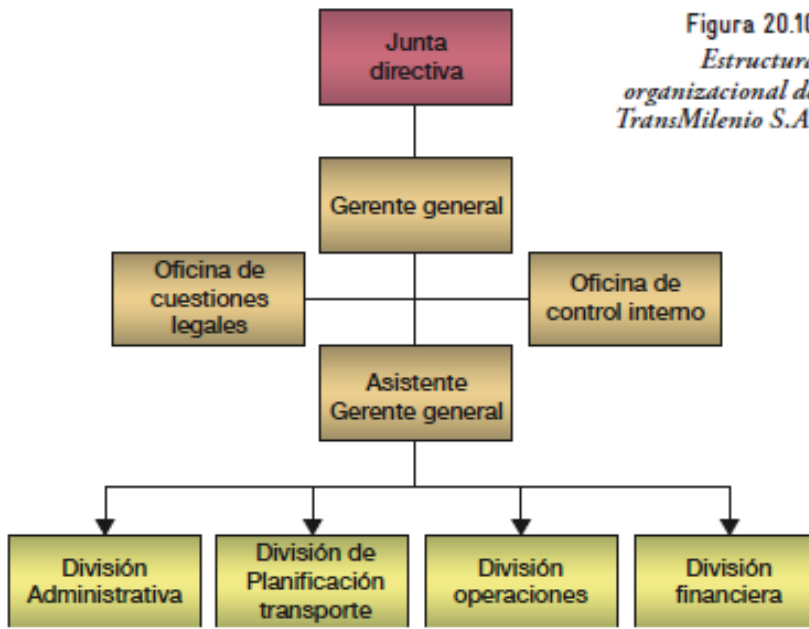 Figura 20.10
Estructura
organizacional de
TransMilenio S.A.
Junta
directiva
Gerente general
Oficina de
cuestiones
legales
Oficina de
control interno
Asistente
Gerente general
División
Administrativa
División de
Planificación
transporte
División
operaciones
División
financiera